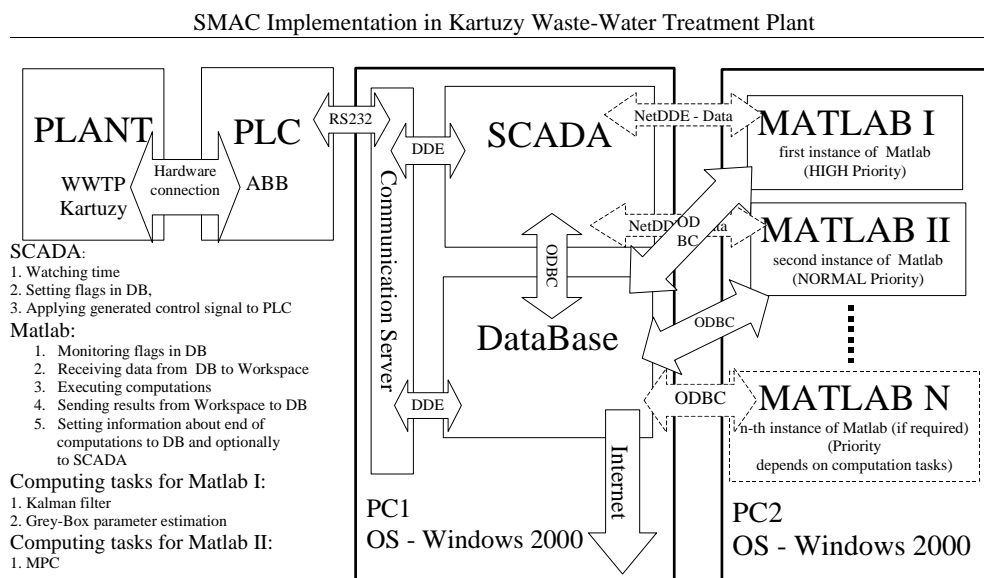 SMAC Implementation in Kartuzy Waste-Water Treatment Plant
PLANT
WWTP
Kartuzy
Hardware
connection
PLC
ABB
RS232
Communication Server
DDE
DDE
SCADA
ODBC
DataBase
Internet
NetDDE - Data
NetDDE - Data
ODBC
ODBC
ODBC
MATLAB I
first instance of Matlab
(HIGH Priority)
MATLAB II
second instance of Matlab
(NORMAL Priority)
MATLAB N
n-th instance of Matlab (if required)
(Priority
depends on computation tasks)
PC1
OS - Windows 2000
PC2
OS - Windows 2000
SCADA:
1. Watching time
2. Setting flags in DB,
3. Applying generated control signal to PLC
Matlab:
1. Monitoring flags in DB
2. Receiving data from DB to Workspace
3. Executing computations
4. Sending results from Workspace to DB
5. Setting information about end of
computations to DB and optionally
to SCADA
Computing tasks for Matlab I:
1. Kalman filter
2. Grey-Box parameter estimation
Computing tasks for Matlab II:
1. MPC